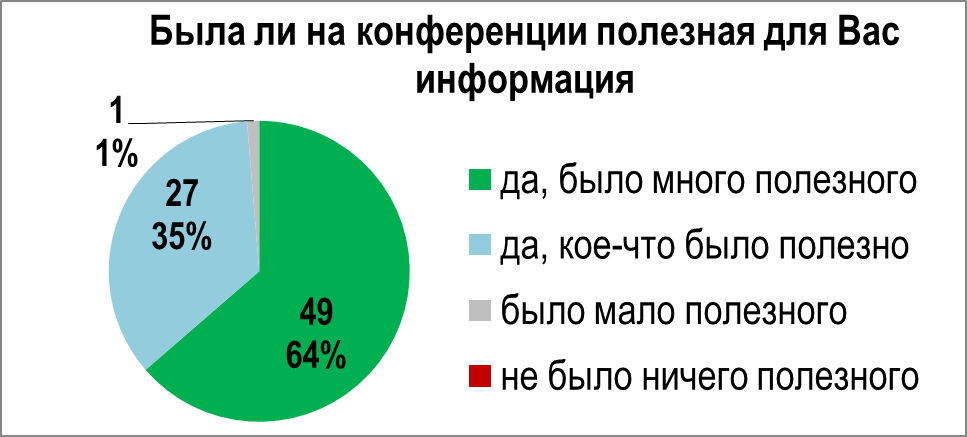 Была ли на конференции полезная для Вас
информация
1
1%
27
35%
49
64%
да, было много полезного
да, кое-что было полезно
было мало полезного
не было ничего полезного